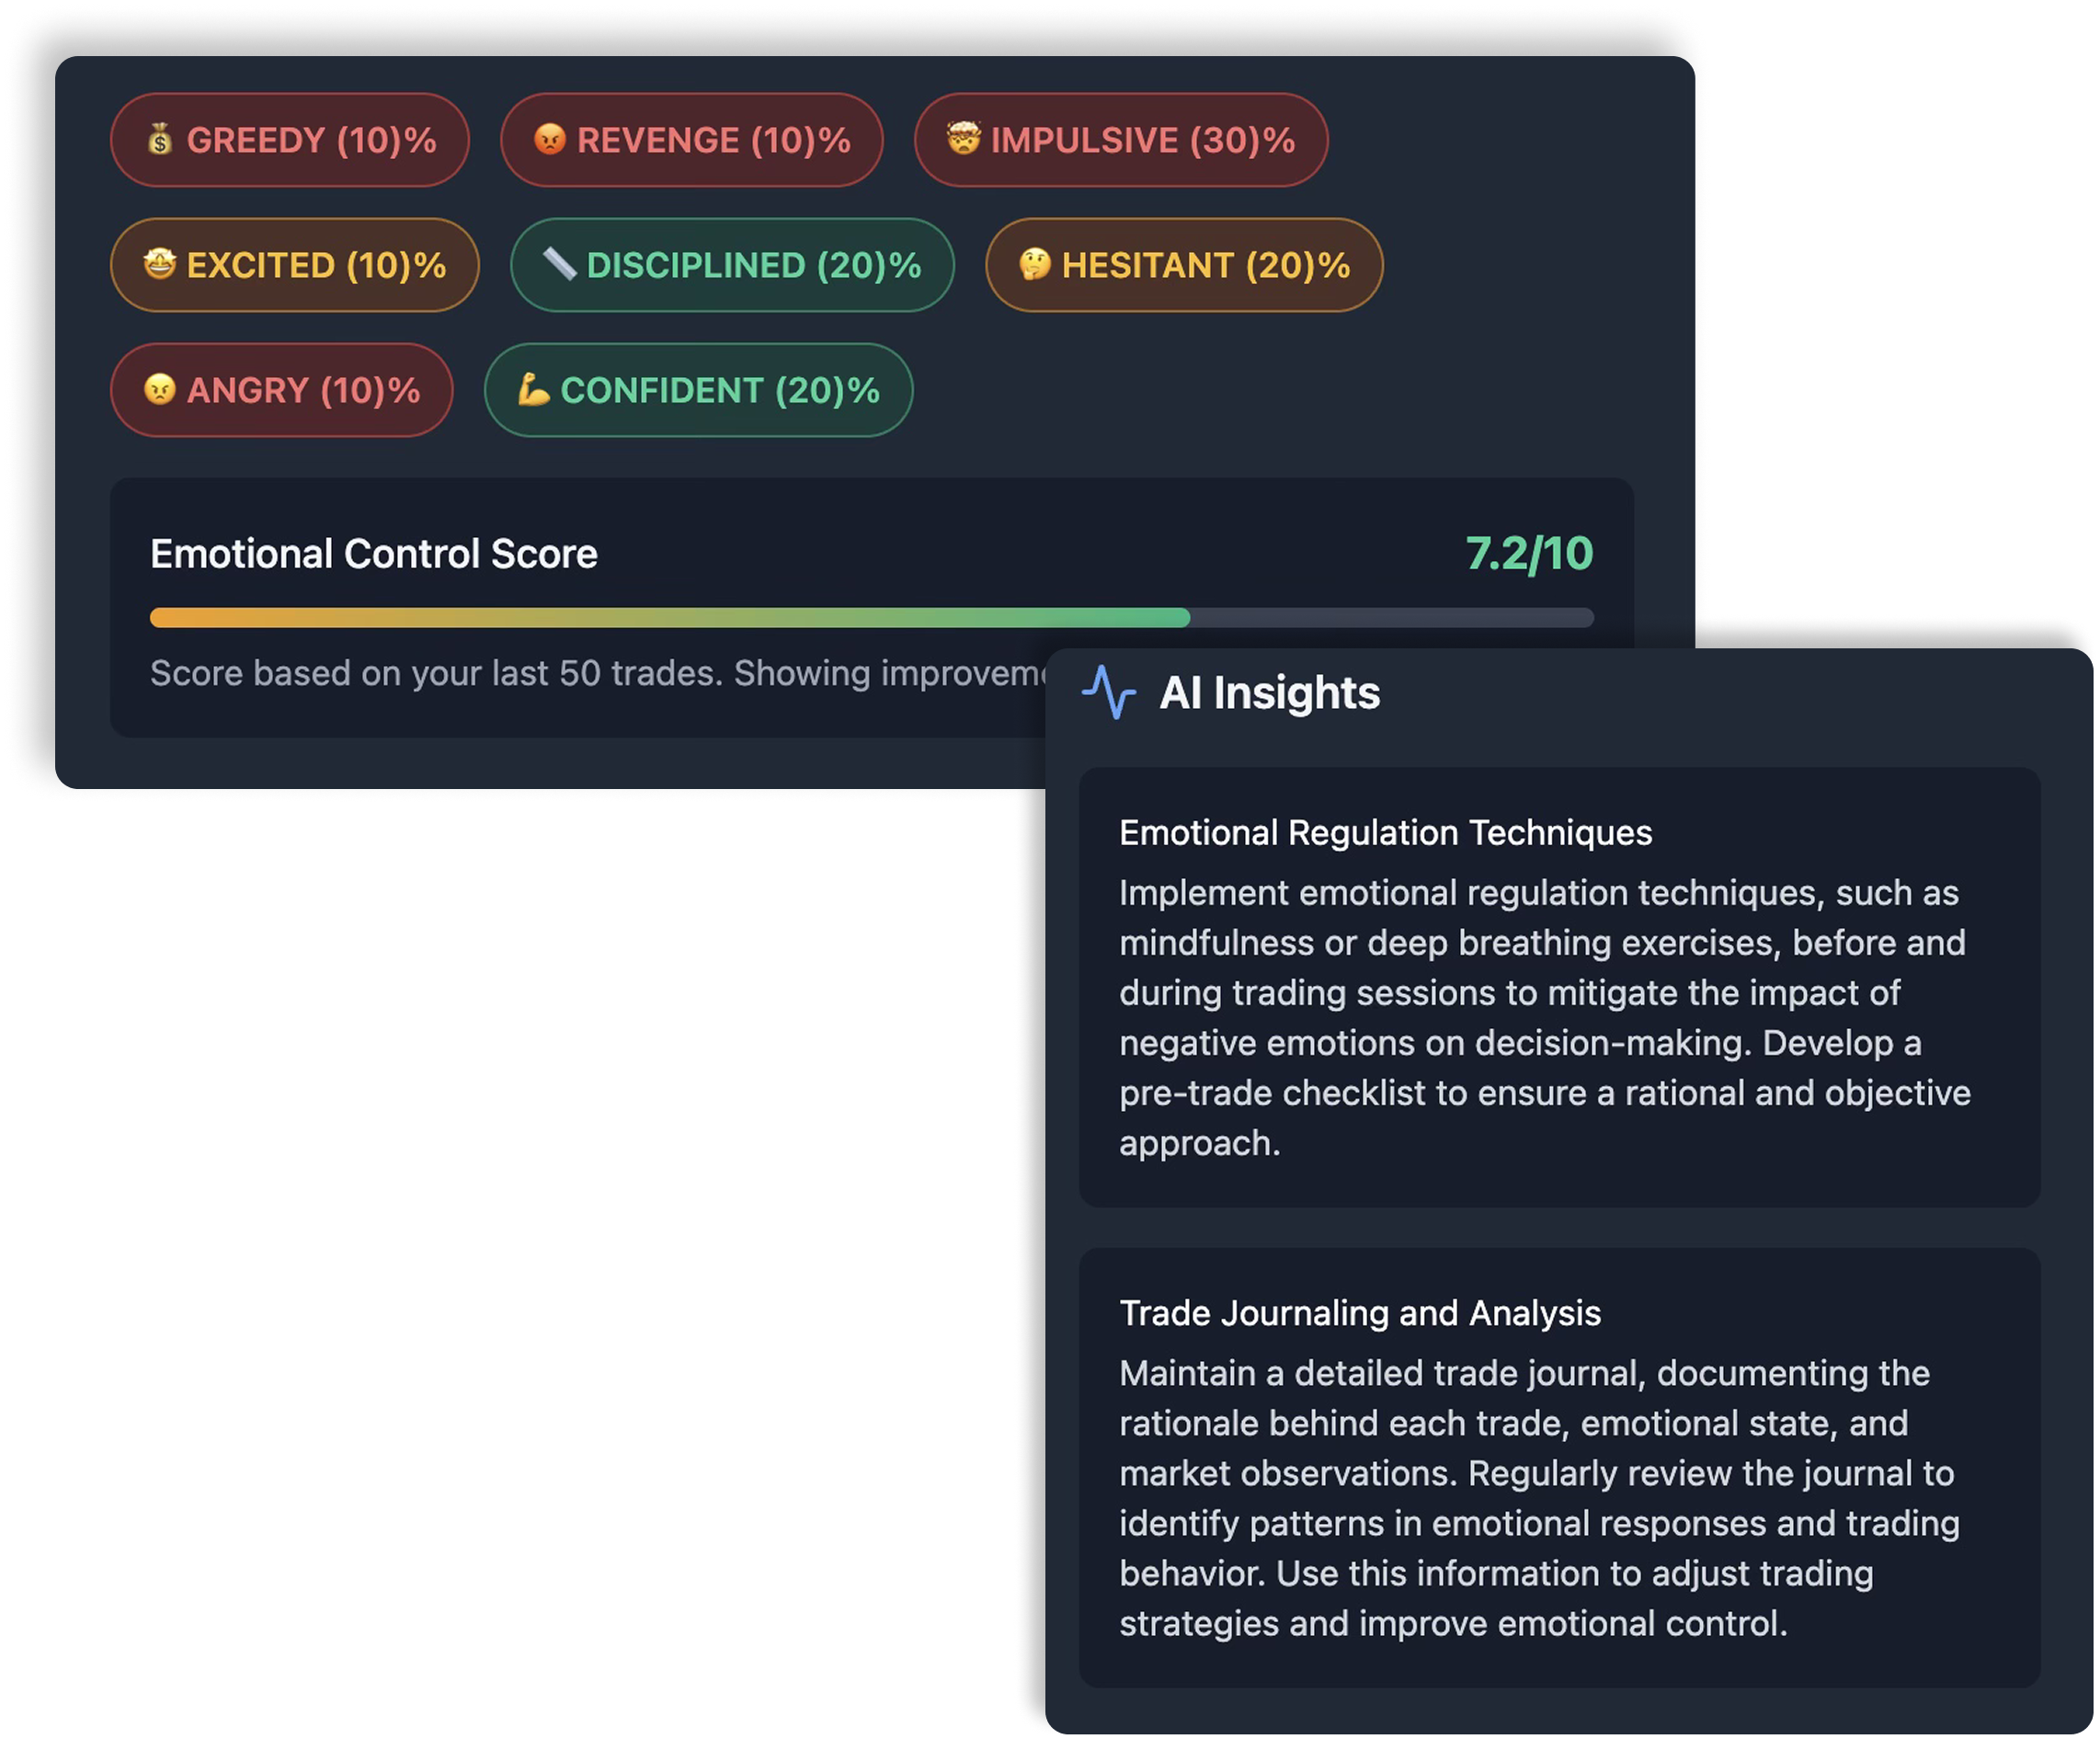 GREEDY (10)%
REVENGE (10)%
IMPULSIVE (30)%
EXCITED (10)%
DISCIPLINED (20)%
HESITANT (20)%
ANGRY (10)%
CONFIDENT (20)%
Emotional Control Score
7.2/10
Score based on your last 50 trades. Showing
AI Insights
Emotional Regulation Techniques
Implement emotional regulation techniques, such as
mindfulness or deep breathing exercises, before and
during trading sessions to mitigate the impact of
negative emotions on decision-making. Develop a
pre-trade checklist to ensure a rational and objective
approach.
Trade Journaling and Analysis
Maintain a detailed trade journal, documenting the
rationale behind each trade, emotional state, and
market observations. Regularly review the journal to
identify patterns in emotional responses and trading
behavior. Use this information to adjust trading
strategies and improve emotional control.